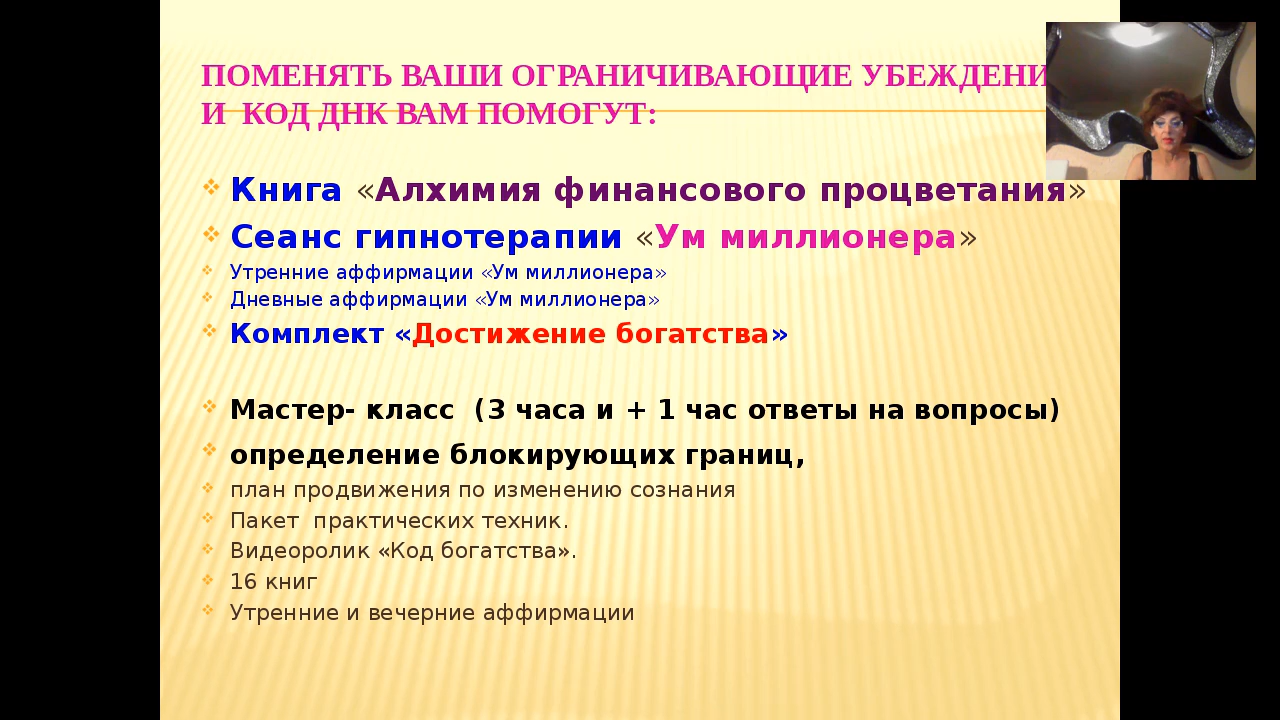 ПОМЕНЯТЬ ВАШИ ОГРАНИЧИВАЮЩИЕ УБЕЖДЕНИ
И КОД ДНК ВАМ ПОМОГУТ:
Книга «Алхимия финансового процветания»
Сеанс гипнотерапии «Ум миллионера»
Утренние аффирмации «Ум миллионера»
Дневные аффирмации «Ум миллионера»
Комплект «Достижение богатства»
Мастер- класс (3 часа и + 1 час ответы на вопросы)
определение блокирующих границ,
план продвижения по изменению сознания
Пакет практических техник.
Видеоролик «Код богатства».
16 книг
Утренние и вечерние аффирмации